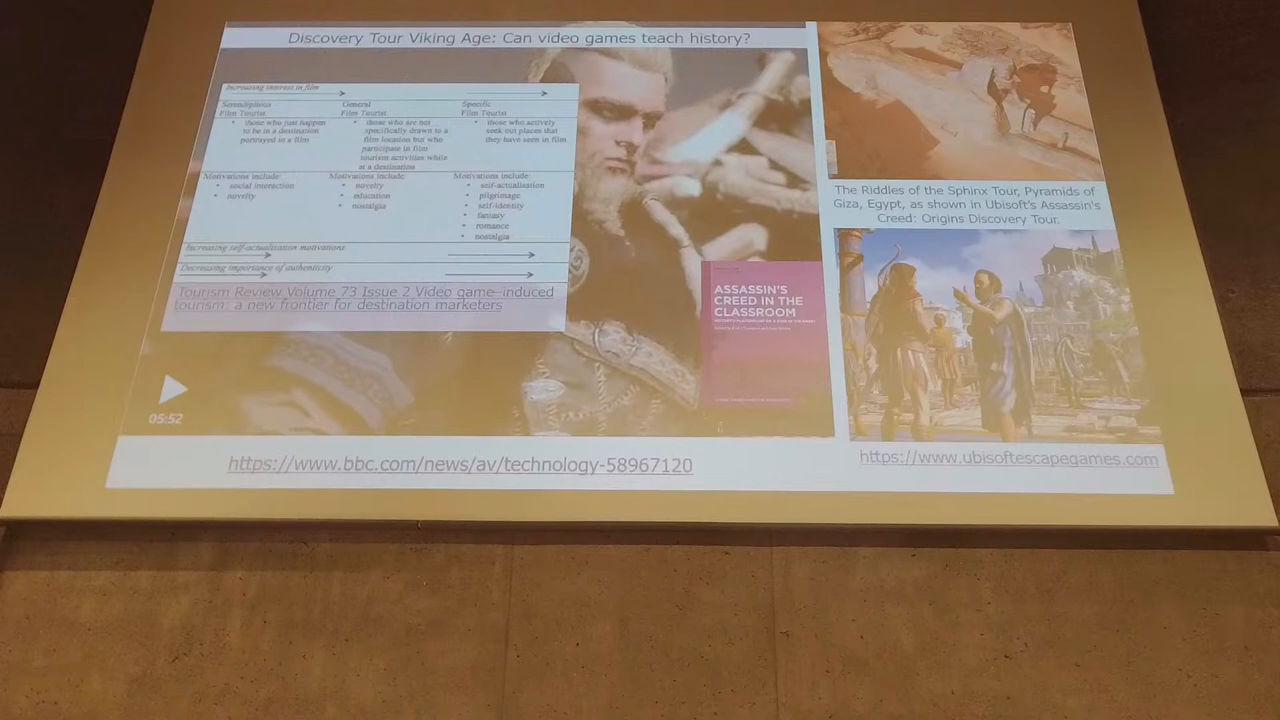 Discovery Tour Viking Age: Can video games teach history?
Increasing interest in film
Serendipitous
Film Tourist
General
Film Tourist
Specific
Film Tourist
• those who just happen
to be in a destination
portrayed in a film
• those who are not
specifically drawn to a
film location but who
participate in film
tourism activities while
at a destination
• those who actively
seek out places that
they have seen in film
Motivations include:
• social interaction
• novelty
Motivations include:
• novelty
• education
• nostalgia
Motivations include:
• self-actualisation
• pilgrimage
• self-identity
• fantasy
• romance
• nostalgia
Increasing self-actualisation motivations
Decreasing importance of authenticity
Tourism Review Volume 73 Issue 2 Video game–induced
tourism: a new frontier for destination marketers
ASSASSIN'S
CREED IN THE
CLASSROOM
05:52
https://www.bbc.com/news/av/technology-58967120
The Riddles of the Sphinx Tour, Pyramids of
Giza, Egypt, as shown in Ubisoft's Assassin's
Creed: Origins Discovery Tour.
https://www.ubisoftescapegames.com